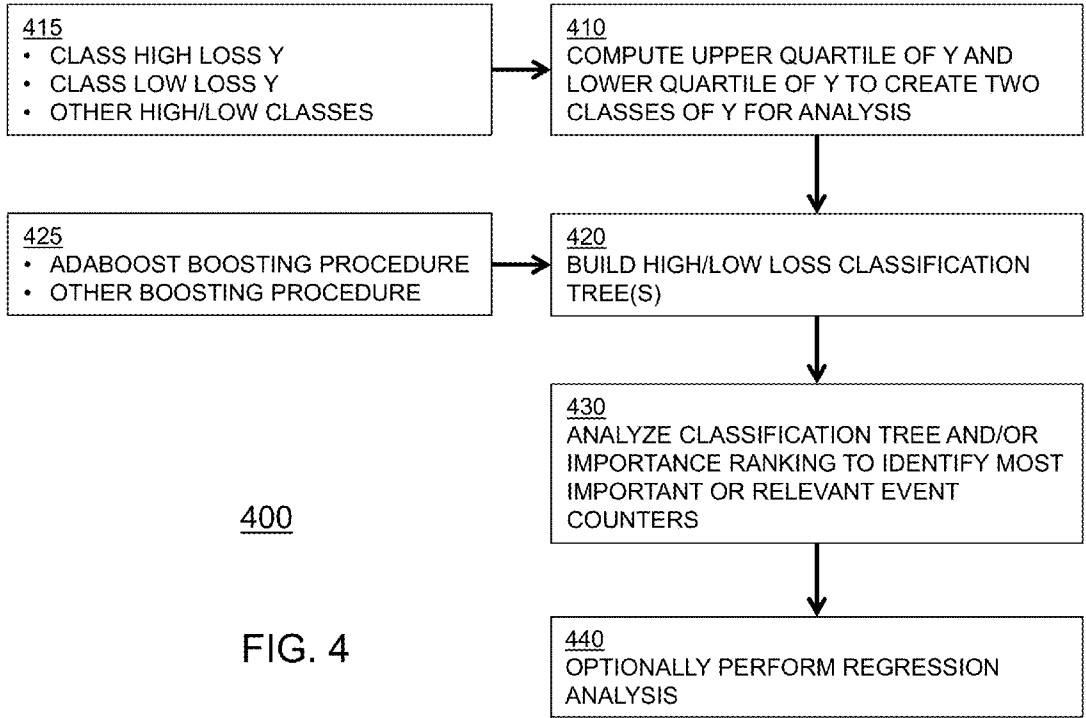 415
• CLASS HIGH LOSS Y
• CLASS LOW LOSS Y
• OTHER HIGH/LOW CLASSES
410
COMPUTE UPPER QUARTILE OF Y AND
LOWER QUARTILE OF Y TO CREATE TWO
CLASSES OF Y FOR ANALYSIS
425
• ADABOOST BOOSTING PROCEDURE
• OTHER BOOSTING PROCEDURE
420
BUILD HIGH/LOW LOSS CLASSIFICATION
TREE(S)
430
ANALYZE CLASSIFICATION TREE AND/OR
IMPORTANCE RANKING TO IDENTIFY MOST
IMPORTANT OR RELEVANT EVENT
COUNTERS
400
440
OPTIONALLY PERFORM REGRESSION
ANALYSIS
FIG. 4